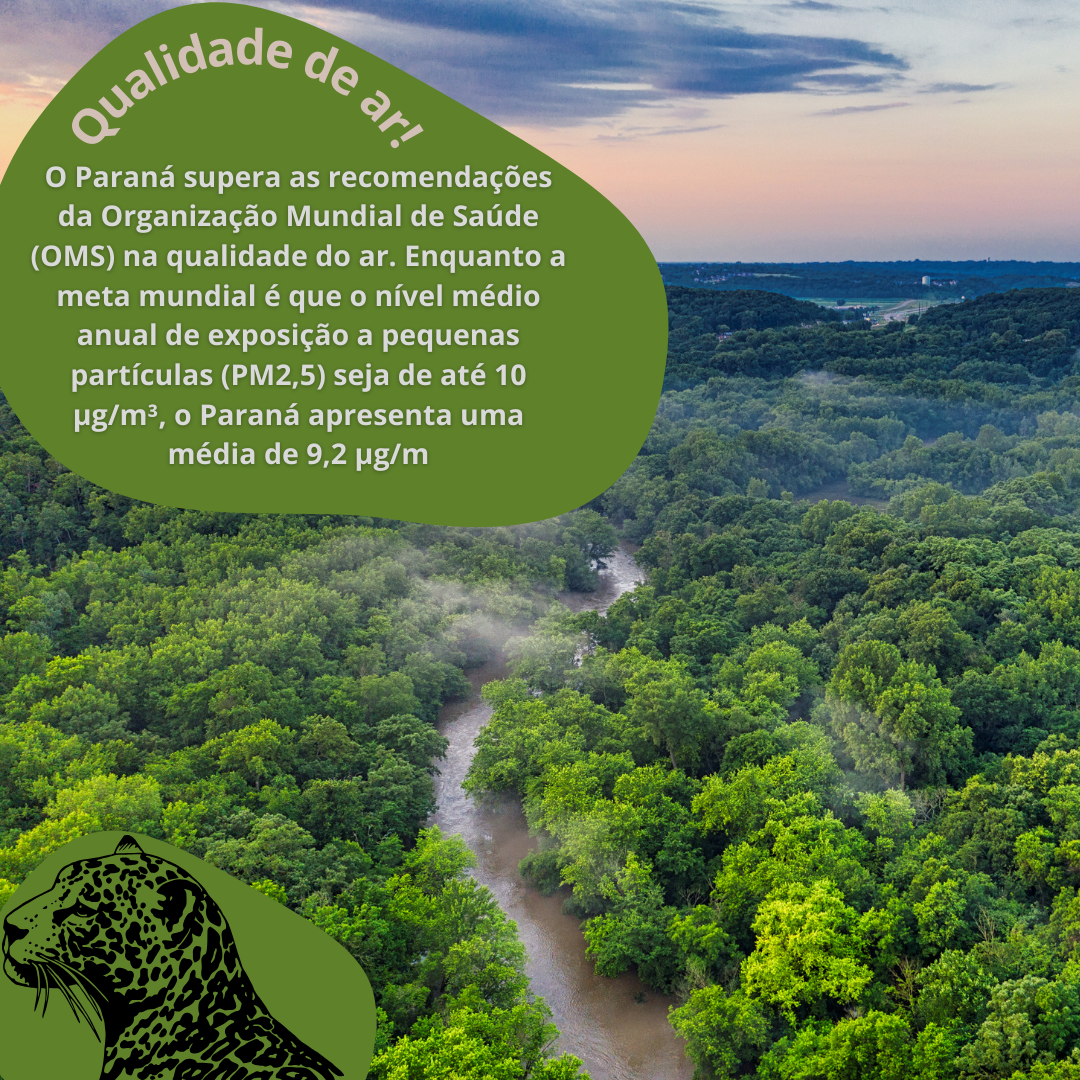 Qualidade de ar!
O Paraná supera as recomendações
da Organização Mundial de Saúde
(OMS) na qualidade do ar. Enquanto a
meta mundial é que o nível médio
anual de exposição a pequenas
partículas (PM2,5) seja de até 10
µg/m³, o Paraná apresenta uma
média de 9,2 µg/m